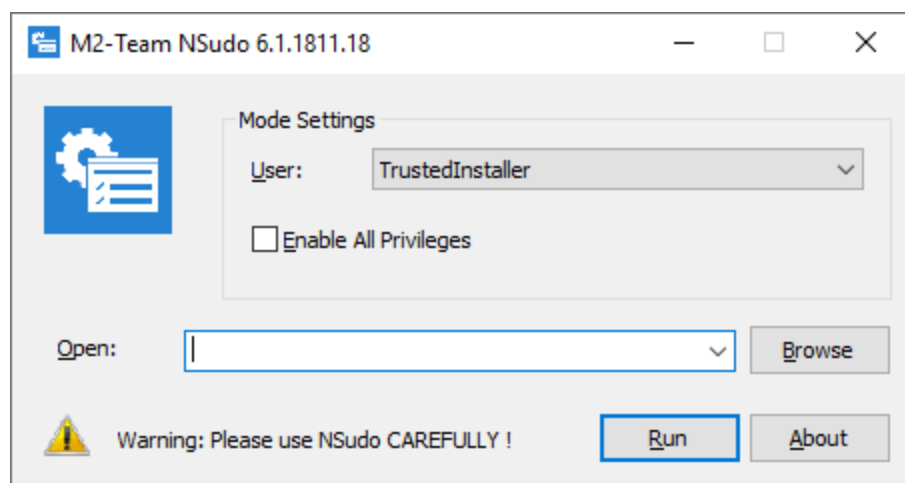 M2-Team NSudo 6.1.1811.18
Mode Settings
User: TrustedInstaller
Enable All Privileges
Open: Browse
Warning: Please use NSudo CAREFULLY ! Run About